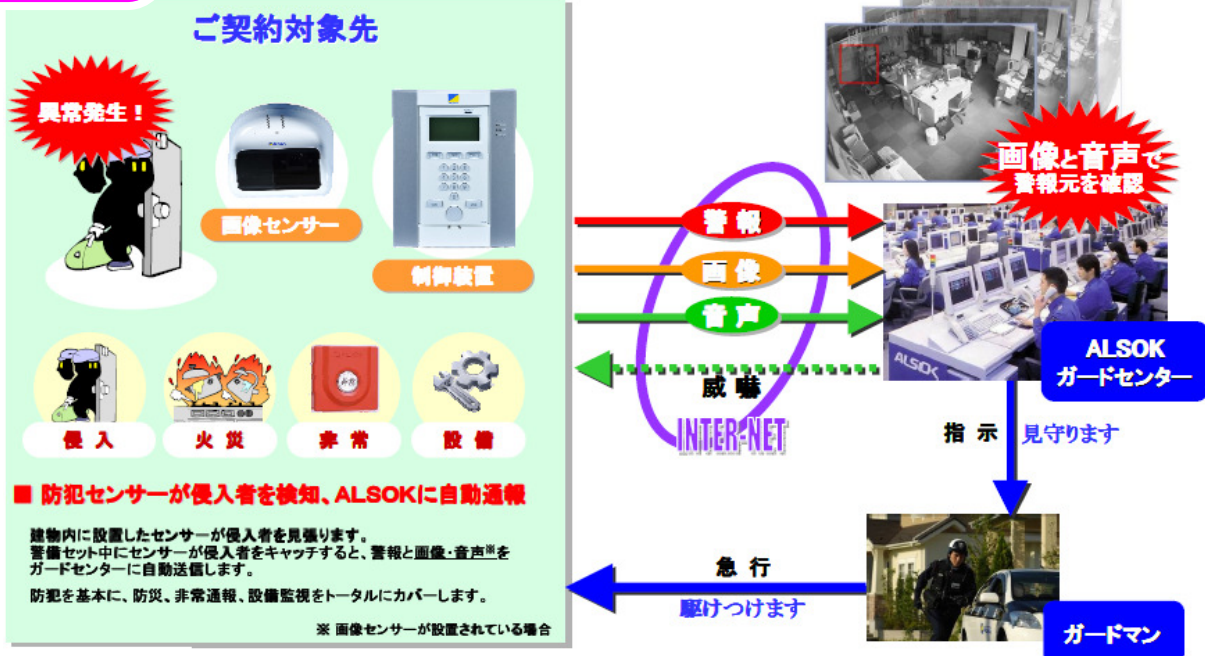 ご契約対象先
異常発生！
画像センサー
制御装置
侵入
火災
非常
設備
■ 防犯センサーが侵入者を検知、ALSOKに自動通報
建物内に設置したセンサーが侵入者を見張ります。
警備セット中にセンサーが侵入者をキャッチすると、警報と画像・音声※を
ガードセンターに自動送信します。
防犯を基本に、防災、非常通報、設備監視をトータルにカバーします。
※ 画像センサーが設置されている場合
画像と音声で
警報元を確認
警報
画像
音声
威嚇
INTER-NET
ALSOK
ALSOK
ガードセンター
指示
見守ります
急行
駆けつけます
ガードマン